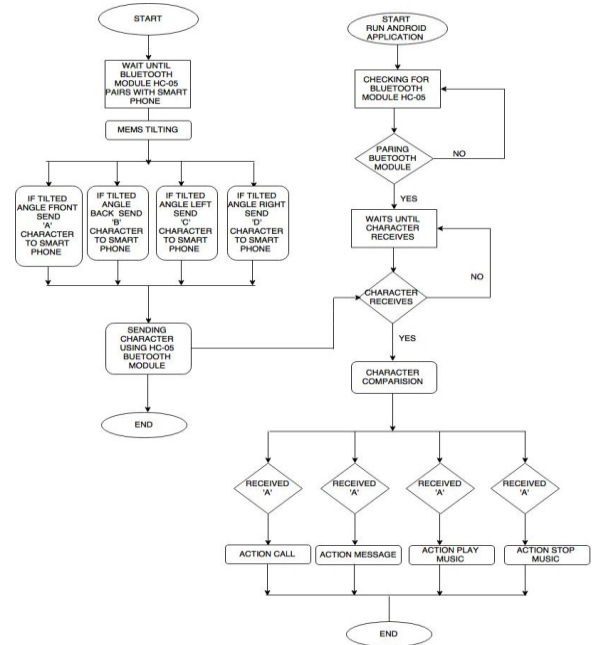 START
WAIT UNTIL
BLUETOOTH
MODULE HC-05
PAIRS WITH SMART
PHONE
MEMS TILTING
IF TILTED
ANGLE FRONT
SEND
'A'
CHARACTER
TO SMART
PHONE
IF TILTED
ANGLE
BACK SEND
'B'
CHARACTER
TO SMART
PHONE
IF TILTED
ANGLE LEFT
SEND
'C'
CHARACTER
TO SMART
PHONE
IF TILTED
ANGLE RIGHT
SEND
'D'
CHARACTER
TO SMART
PHONE
SENDING
CHARACTER
USING HC-05
BUETOOTH
MODULE
END
START
RUN ANDROID
APPLICATION
CHECKING FOR
BLUETOOTH
MODULE HC-05
PARING
BUETOOTH
MODULE
NO
YES
WAITS UNTIL
CHARACTER
RECEIVES
NO
CHARACTER
RECEIVES
YES
CHARACTER
COMPARISION
RECEIVED
'A'
RECEIVED
'A'
RECEIVED
'A'
RECEIVED
'A'
ACTION CALL
ACTION MESSAGE
ACTION PLAY
MUSIC
ACTION STOP
MUSIC
END